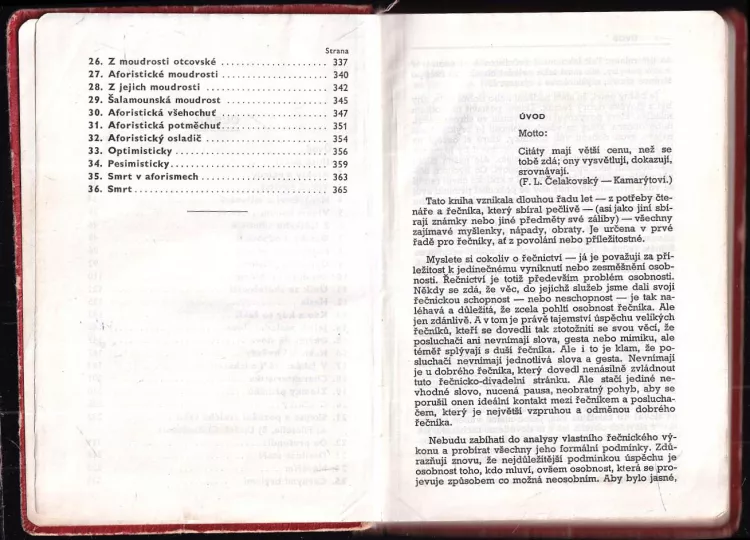 Strana
26. Z moudrosti otcovské .................. 337
27. Aforistické moudrosti .................. 340
28. Z jejich moudrosti .................. 342
29. Šalamounská moudrost .................. 345
30. Aforistická všehochuť .................. 347
31. Aforistická potměchuť .................. 351
32. Aforistický osladič .................. 354
33. Optimisticky .................. 356
34. Pesimisticky .................. 359
35. Smrt v aforismech .................. 363
36. Smrt .................. 365
ÚVOD
Motto:
Citáty mají větší cenu, než se
tobě zdá; ony vysvětlují, dokazují,
srovnávají.
(F. L. Čelakovský — Kamarýtovi.)
Tato kniha vznikala dlouhou řadu let — z potřeby čte-
náře a řečníka, který sbíral pečlivě — (asi jako jiní sbí-
rají známky nebo jiné předměty své záliby) — všechny
zajímavé myšlenky, nápady, obraty. Je určena v prvé
řadě pro řečníky, ať z povolání nebo příležitostné.
Myslete si cokoliv o řečnictví — já je považuji za pří-
ležitost k jedinečnému vyniknutí nebo zesměšnění osob-
nosti. Řečnictví je totiž především problém osobnosti.
Někdy se zdá, že věc, do jejichž služeb jsme dali svoji
řečnickou schopnost — nebo neschopnost — je tak na-
léhavá a důležitá, že zcela pohltí osobnost řečníka. Ale
jen zdánlivě. A v tom je právě tajemství úspěchu velikých
řečníků, kteří se dovedli tak ztotožniti se svou věcí, že
posluchači ani nevnímají slova, gesta nebo mimiku, ale
téměř splývají s duší řečníka. Ale i to je klam, že po-
sluchači nevnímají jednotlivá slova a gesta. Nevnímají
je u dobrého řečníka, který dovedl nenásilně zvládnout
tuto řečnicko-divadelní stránku. Ale stačí jediné ne-
vhodné slovo, nucená pausa, neobratný pohyb, aby se
porušil onen ideální kontakt mezi řečníkem a poslucha-
čem, který je největší vzpruhou a odměnou dobrého
řečníka.
Nebudu zabíhati do analysy vlastního řečnického vý-
konu a probírat všechny jeho formální podmínky. Zdů-
razňuji znovu, že nejdůležitější podmínkou úspěchu je
osobnost toho, kdo mluví, ovšem osobnost, která se pro-
jevuje způsobem co možná neosobním. Aby bylo jasné,